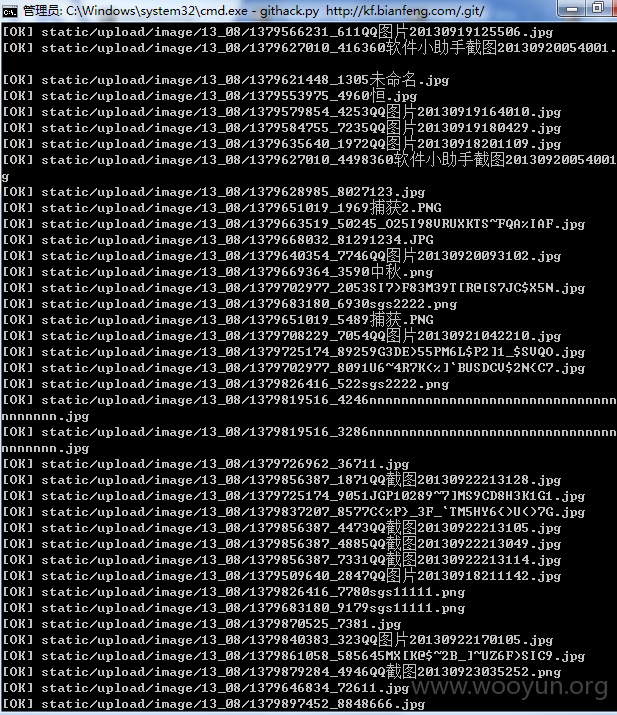 管理员: C:\Windows\system32\cmd.exe - githack.py  http://kf.bianfeng.com/.git/
[OK] static/upload/image/13_08/1379566231_611QQ图片20130919125506.jpg
[OK] static/upload/image/13_08/1379627010_416360软件小助手截图20130920054001.
[OK] static/upload/image/13_08/1379621448_1305未命名.jpg
[OK] static/upload/image/13_08/1379553975_4960恒.jpg
[OK] static/upload/image/13_08/1379579854_4253QQ图片20130919164010.jpg
[OK] static/upload/image/13_08/1379584755_7235QQ图片20130919180429.jpg
[OK] static/upload/image/13_08/1379635640_1972QQ图片20130918201109.jpg
[OK] static/upload/image/13_08/1379627010_4498360软件小助手截图20130920054001
g
[OK] static/upload/image/13_08/1379628985_8027123.jpg
[OK] static/upload/image/13_08/1379651019_1969捕获2.PNG
[OK] static/upload/image/13_08/1379663519_50245_O25I98VRUXKTS~FQA%IAF.jpg
[OK] static/upload/image/13_08/1379668032_81291234.JPG
[OK] static/upload/image/13_08/1379640354_7746QQ图片20130920093102.jpg
[OK] static/upload/image/13_08/1379669364_3590中秋.png
[OK] static/upload/image/13_08/1379702977_2053SI7)F83M39T[R@[S7JC$X5N.jpg
[OK] static/upload/image/13_08/1379683180_6930sgs2222.png
[OK] static/upload/image/13_08/1379651019_5489捕获.PNG
[OK] static/upload/image/13_08/1379708229_7054QQ图片20130921042210.jpg
[OK] static/upload/image/13_08/1379725174_89259G3DE)55PM6L$P2]1_$SVQO.jpg
[OK] static/upload/image/13_08/1379702977_8091U6~4R7K(%]`BUSDCV$2N(C7.jpg
[OK] static/upload/image/13_08/1379826416_522sgs2222.png
[OK] static/upload/image/13_08/1379819516_4246nnnnnnnnnnnnnnnnnnnnnnnnnnnnnnn
nnnnnnn.jpg
[OK] static/upload/image/13_08/1379819516_3286nnnnnnnnnnnnnnnnnnnnnnnnnnnnnnn
nnnnnnn.jpg
[OK] static/upload/image/13_08/1379726962_36711.jpg
[OK] static/upload/image/13_08/1379856387_1871QQ截图20130922213128.jpg
[OK] static/upload/image/13_08/1379725174_9051JGP10289~7]MS9CD8H3K1G1.jpg
[OK] static/upload/image/13_08/1379837207_8577C(%P}_3F_`TM5HY6()U()7G.jpg
[OK] static/upload/image/13_08/1379856387_4473QQ截图20130922213105.jpg
[OK] static/upload/image/13_08/1379856387_4885QQ截图20130922213049.jpg
[OK] static/upload/image/13_08/1379856387_7331QQ截图20130922213114.jpg
[OK] static/upload/image/13_08/1379509640_2847QQ图片20130918211142.jpg
[OK] static/upload/image/13_08/1379826416_7780sgs11111.png
[OK] static/upload/image/13_08/1379683180_9179sgs11111.png
[OK] static/upload/image/13_08/1379870525_7381.jpg
[OK] static/upload/image/13_08/1379840383_323QQ图片20130922170105.jpg
[OK] static/upload/image/13_08/1379861058_585645MX[K@$~2B_]~UZ6F)SIC9.jpg
[OK] static/upload/image/13_08/1379879284_4946QQ截图20130923035252.png
[OK] static/upload/image/13_08/1379646834_72611.jpg
[OK] static/upload/image/13_08/1379897452_8848666.jpg
www.wooyun.org